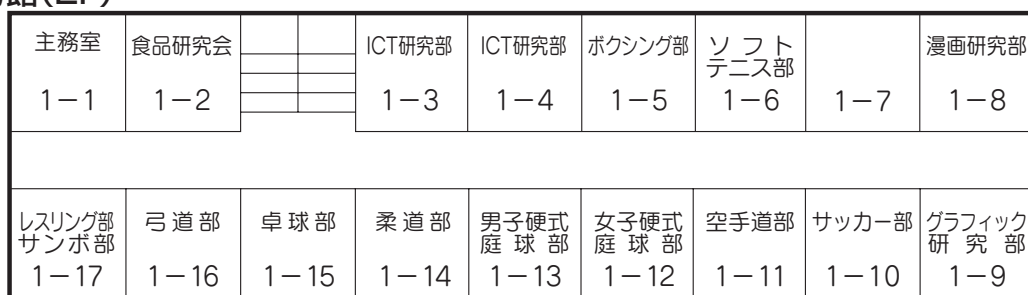 主務室
1－1
食品研究会
1－2
ICT研究部
1－3
ICT研究部
1－4
ボクシング部
1－5
ソフト
テニス部
1－6
1－7
漫画研究部
1－8
レスリング部
サンボ部
1－17
弓道部
1－16
卓球部
1－15
柔道部
1－14
男子硬式
庭球部
1－13
女子硬式
庭球部
1－12
空手道部
1－11
サッカー部
1－10
グラフィック
研究部
1－9